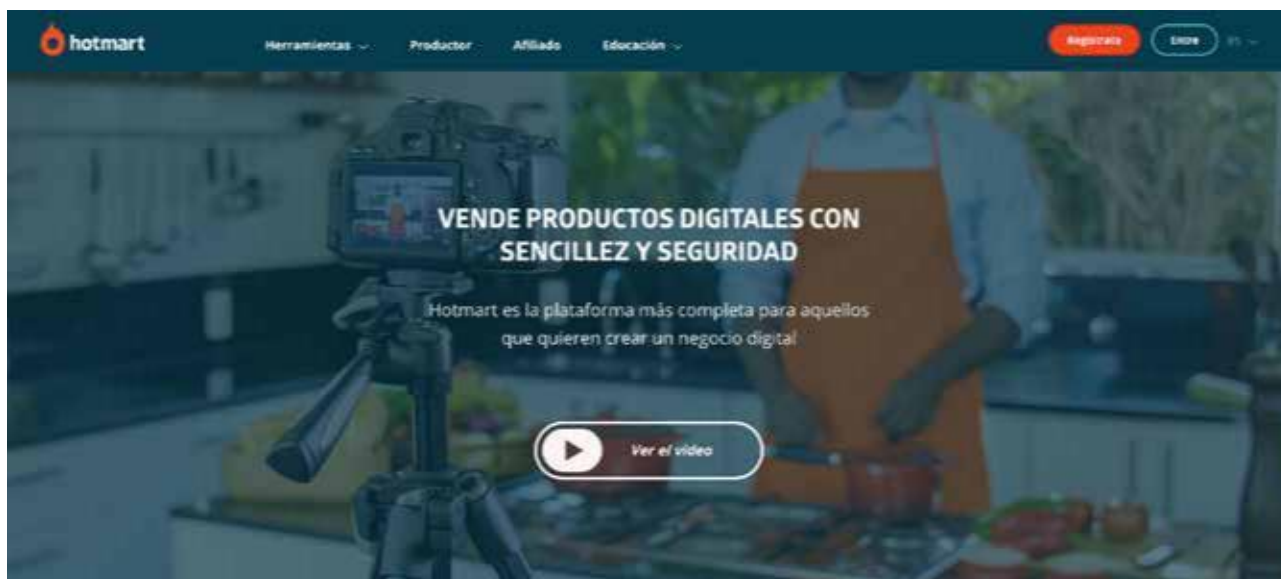 hotmart
Herramientas
Productor
Afiliado
Educación
Regístrate
Entre
VENDE PRODUCTOS DIGITALES CON
SENCILLEZ Y SEGURIDAD
Hotmart es la plataforma más completa para aquellos
que quieren crear un negocio digital
Ver el video